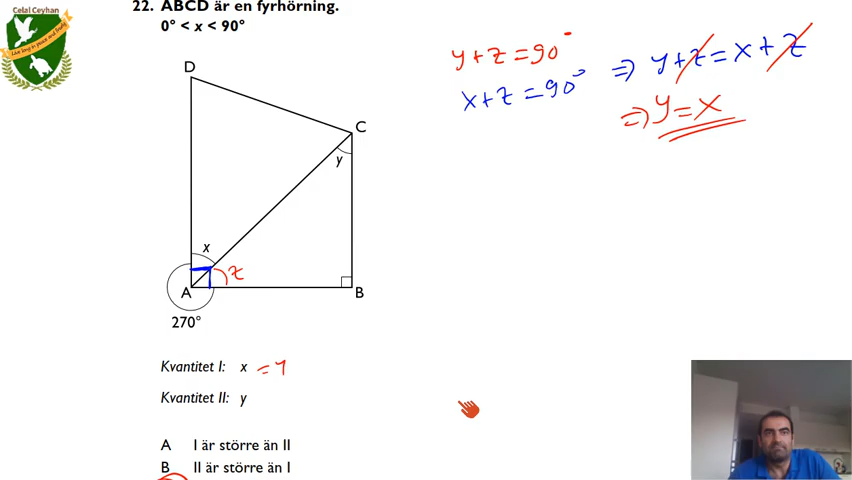 Celal Ceyhan
Live long in peace and finally
22. ABCD är en fyrhörning.
0° < x < 90°
y + z = 90° ⇒ y + z = x + z
x + z = 90°
⇒ y = x
D
C
y
x
z
A
B
270°
Kvantitet I: x = y
Kvantitet II: y
A I är större än II
B II är större än I